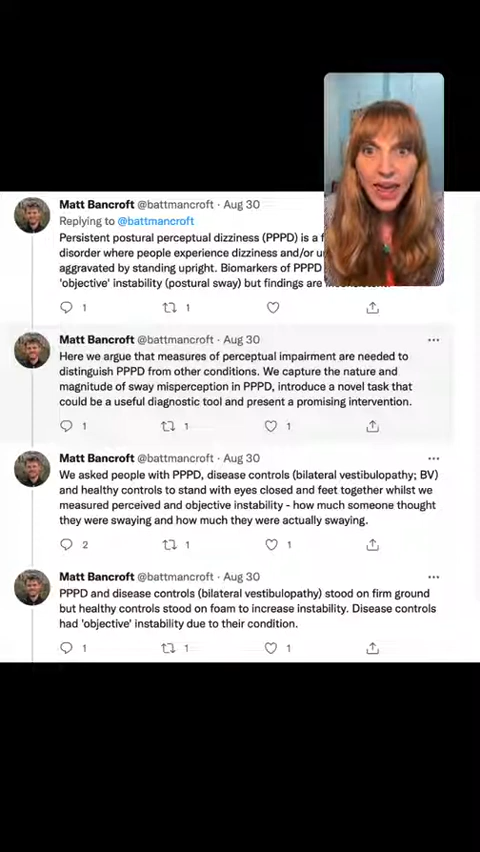 Matt Bancroft @battmancroft · Aug 30
Replying to @battmancroft
Persistent postural perceptual dizziness (PPPD) is a
disorder where people experience dizziness and/or
aggravated by standing upright. Biomarkers of PPPD
'objective' instability (postural sway) but findings are
1
1
Matt Bancroft @battmancroft · Aug 30
Here we argue that measures of perceptual impairment are needed to
distinguish PPPD from other conditions. We capture the nature and
magnitude of sway misperception in PPPD, introduce a novel task that
could be a useful diagnostic tool and present a promising intervention.
1
1
1
Matt Bancroft @battmancroft · Aug 30
We asked people with PPPD, disease controls (bilateral vestibulopathy; BV)
and healthy controls to stand with eyes closed and feet together whilst we
measured perceived and objective instability - how much someone thought
they were swaying and how much they were actually swaying.
2
1
1
Matt Bancroft @battmancroft · Aug 30
PPPD and disease controls (bilateral vestibulopathy) stood on firm ground
but healthy controls stood on foam to increase instability. Disease controls
had 'objective' instability due to their condition.
1
1
1